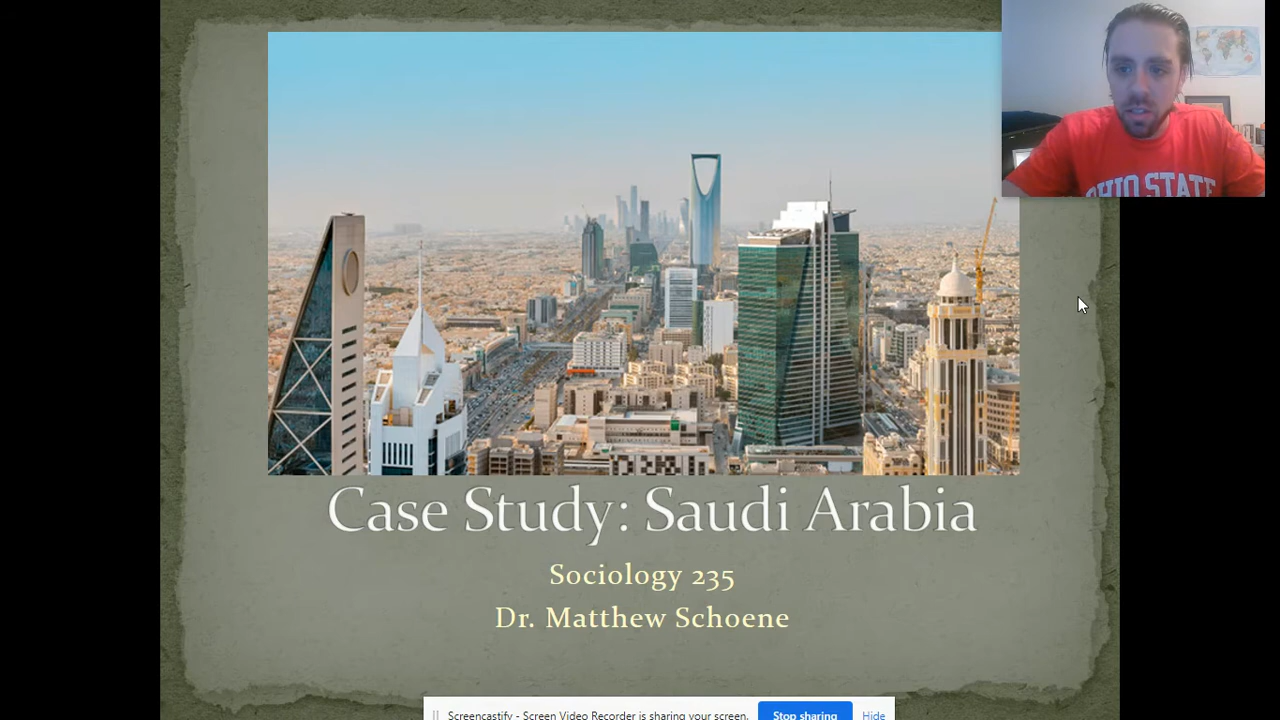 OHIO STATE
Case Study: Saudi Arabia
Sociology 235
Dr. Matthew Schoene
Screencastify - Screen Video Recorder is sharing your screen.
Stop sharing
Hide